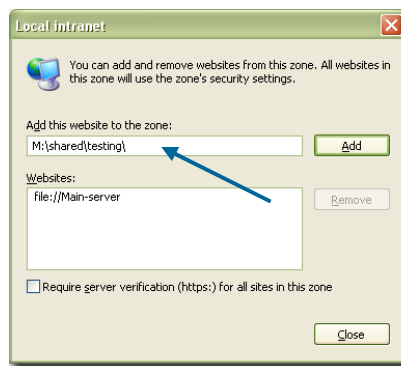 Local intranet
You can add and remove websites from this zone. All websites in
this zone will use the zone's security settings.
Add this website to the zone:
M:\shared\testing\
Add
Websites:
file://Main-server
Remove
Require server verification (https:) for all sites in this zone
Close